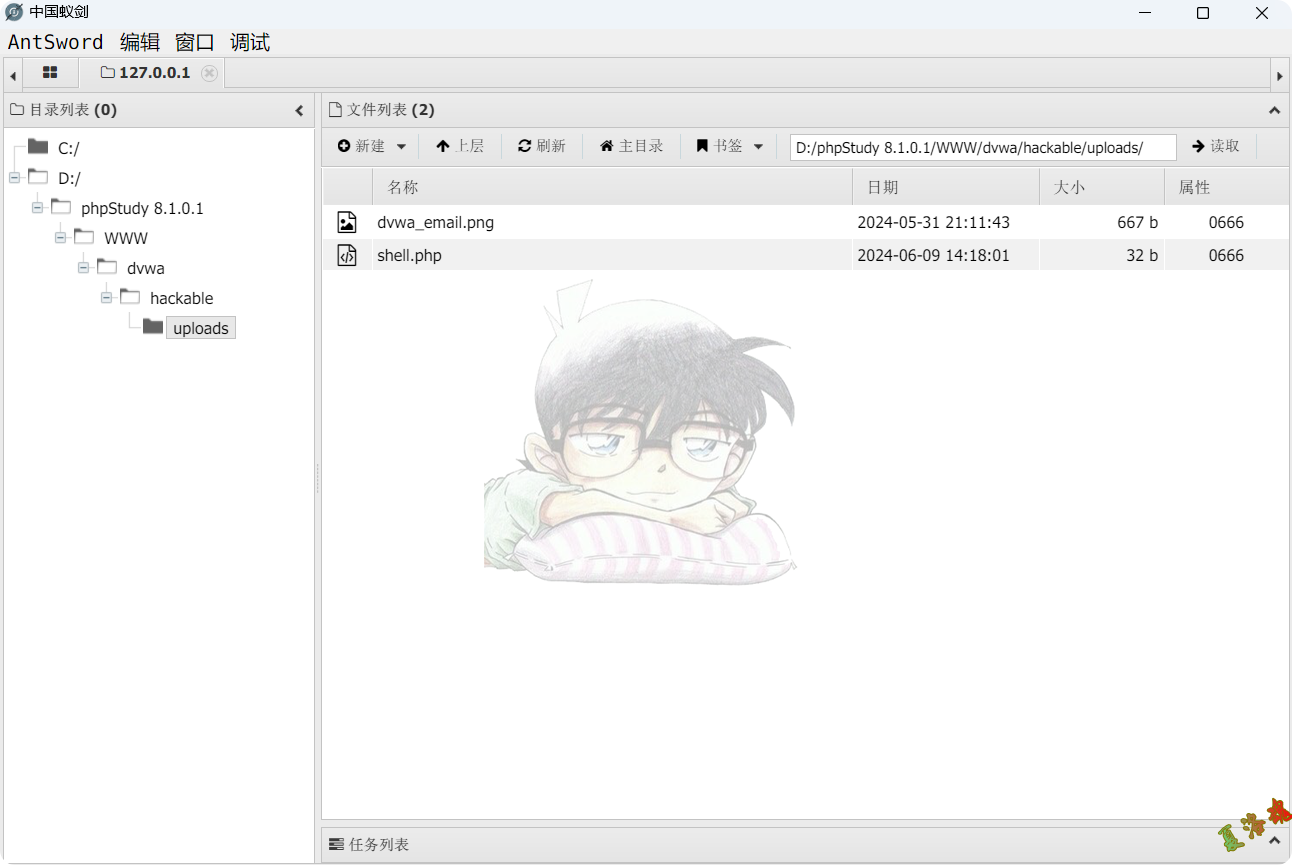 中国蚁剑
AntSword 编辑 窗口 调试
127.0.0.1
目录列表 (0)
文件列表 (2)
新建 上层 刷新 主目录 书签 D:/phpStudy 8.1.0.1/WWW/dvwa/hackable/uploads/ 读取
C:/
D:/
phpStudy 8.1.0.1
WWW
dvwa
hackable
uploads
名称 日期 大小 属性
dvwa_email.png 2024-05-31 21:11:43 667 b 0666
shell.php 2024-06-09 14:18:01 32 b 0666
任务列表